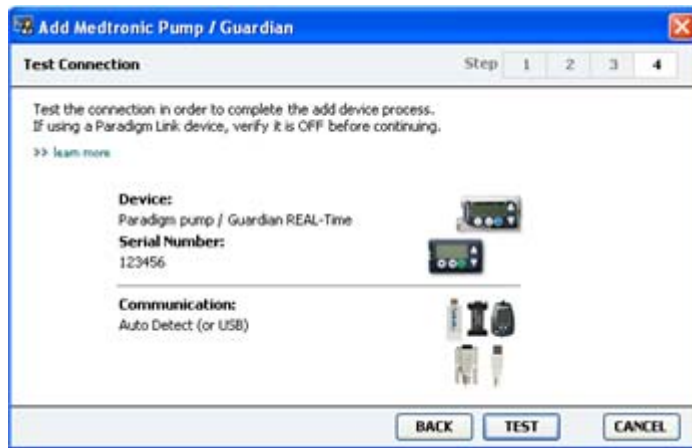 Add Medtronic Pump / Guardian
Test Connection
Step 1 2 3 4
Test the connection in order to complete the add device process.
If using a Paradigm Link device, verify it is OFF before continuing.
>> learn more
Device:
Paradigm pump / Guardian REAL-Time
Serial Number:
123456
Communication:
Auto Detect (or USB)
BACK TEST CANCEL